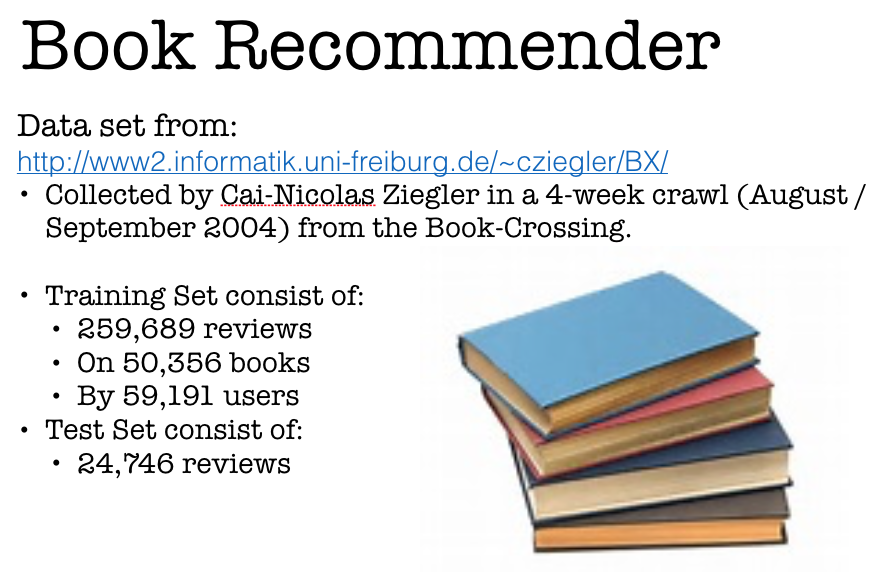 Book Recommender
Data set from:
http://www2.informatik.uni-freiburg.de/~cziegler/BX/
• Collected by Cai-Nicolas Ziegler in a 4-week crawl (August /
September 2004) from the Book-Crossing.
• Training Set consist of:
• 259,689 reviews
• On 50,356 books
• By 59,191 users
• Test Set consist of:
• 24,746 reviews